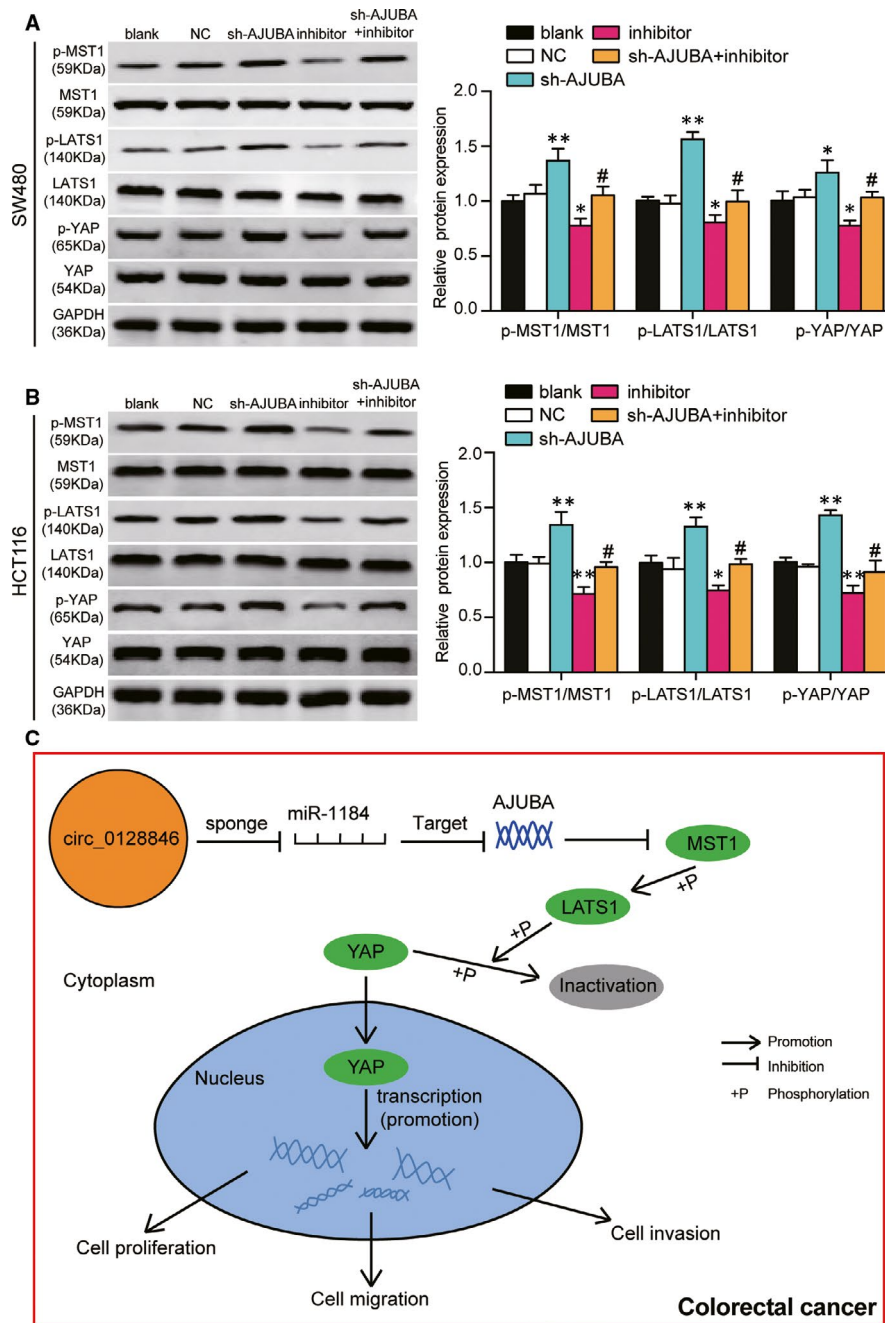 A
blank NC sh-AJUBA inhibitor sh-AJUBA
+inhibitor
SW480
p-MST1
(59KDa)
MST1
(59KDa)
p-LATS1
(140KDa)
LATS1
(140KDa)
p-YAP
(65KDa)
YAP
(54KDa)
GAPDH
(36KDa)
blank inhibitor
NC sh-AJUBA+inhibitor
sh-AJUBA
Relative protein expression
2.0
1.5
1.0
0.5
0.0
** * #
** * #
* * #
p-MST1/MST1 p-LATS1/LATS1 p-YAP/YAP
B
blank NC sh-AJUBA inhibitor sh-AJUBA
+inhibitor
HCT116
p-MST1
(59KDa)
MST1
(59KDa)
p-LATS1
(140KDa)
LATS1
(140KDa)
p-YAP
(65KDa)
YAP
(54KDa)
GAPDH
(36KDa)
blank inhibitor
NC sh-AJUBA+inhibitor
sh-AJUBA
Relative protein expression
2.0
1.5
1.0
0.5
0.0
** ** #
** * #
** ** #
p-MST1/MST1 p-LATS1/LATS1 p-YAP/YAP
C
circ_0128846
sponge
miR-1184
Target
AJUBA
MST1
+P
LATS1
+P
YAP
+P
Inactivation
Cytoplasm
Nucleus
YAP
transcription
(promotion)
Promotion
Inhibition
+P Phosphorylation
Cell proliferation
Cell migration
Cell invasion
Colorectal cancer